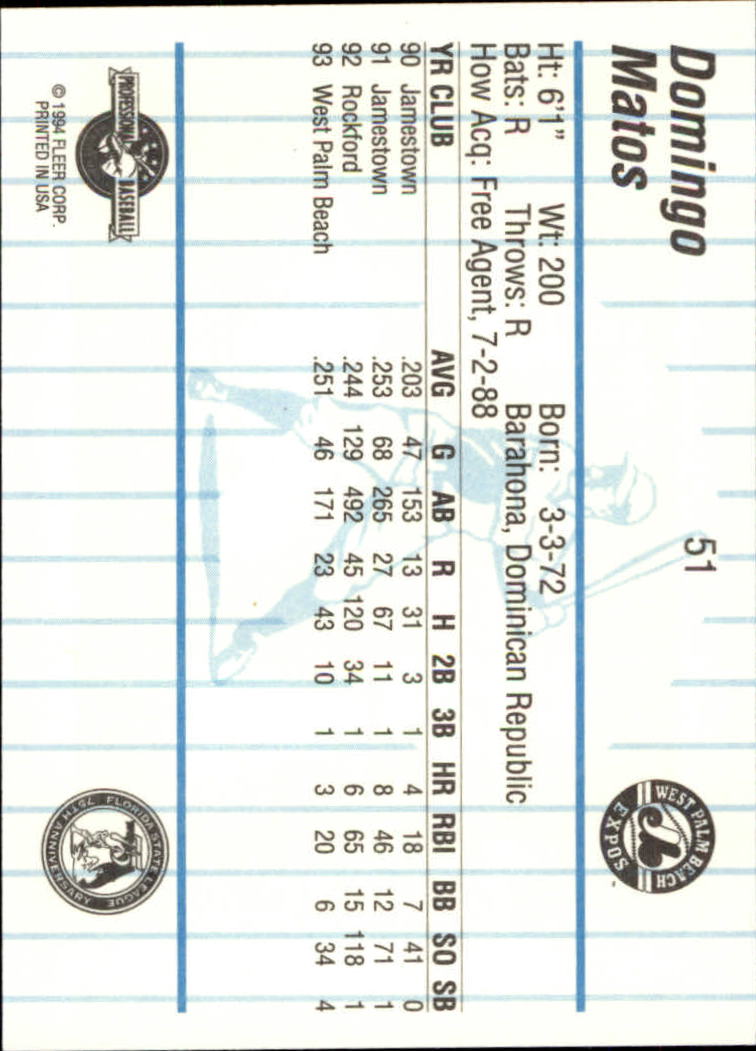 Domingo
Matos
51
WEST PALM BEACH
EXPOS
Ht: 6'1" Wt: 200 Born: 3-3-72
Bats: R Throws: R Barahona, Dominican Republic
How Acq: Free Agent, 7-2-88
YR CLUB AVG G AB R H 2B 3B HR RBI BB SO SB
90 Jamestown .203 47 153 13 31 3 1 4 18 7 41 0
91 Jamestown .253 68 265 27 67 11 1 8 46 12 71 1
92 Rockford .244 129 492 45 120 34 1 6 65 15 118 1
93 West Palm Beach .251 46 171 23 43 10 1 3 20 6 34 4
PROFESSIONAL BASEBALL
© 1994 FLEER CORP.
PRINTED IN USA
FLORIDA STATE LEAGUE
75TH ANNIVERSARY